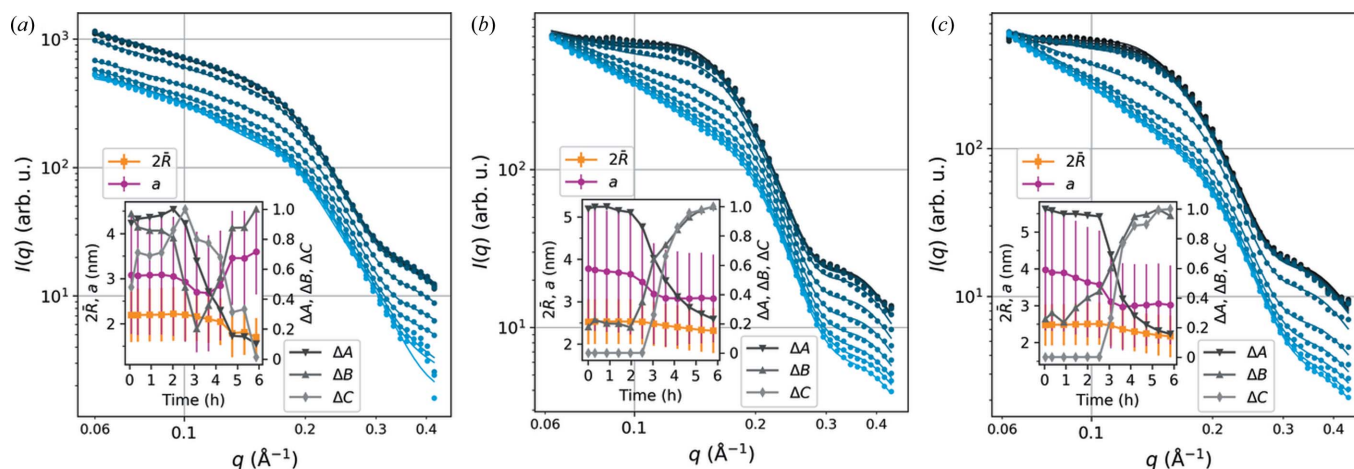 (a)
10³
10²
10¹
I(q) (arb. u.)
2R̄
a
4
3
2
2R̄, a (nm)
1.0
0.8
0.6
0.4
0.2
0
ΔA, ΔB, ΔC
0 1 2 3 4 5 6
Time (h)
ΔA
ΔB
ΔC
0.06 0.1 0.2 0.3 0.4
q (Å⁻¹)
(b)
10²
10¹
I(q) (arb. u.)
2R̄
a
5
4
3
2
2R̄, a (nm)
1.0
0.8
0.6
0.4
0.2
0
ΔA, ΔB, ΔC
0 1 2 3 4 5 6
Time (h)
ΔA
ΔB
ΔC
0.06 0.1 0.2 0.3 0.4
q (Å⁻¹)
(c)
10²
10¹
I(q) (arb. u.)
2R̄
a
5
4
3
2
2R̄, a (nm)
1.0
0.8
0.6
0.4
0.2
0
ΔA, ΔB, ΔC
0 1 2 3 4 5 6
Time (h)
ΔA
ΔB
ΔC
0.06 0.1 0.2 0.3 0.4
q (Å⁻¹)